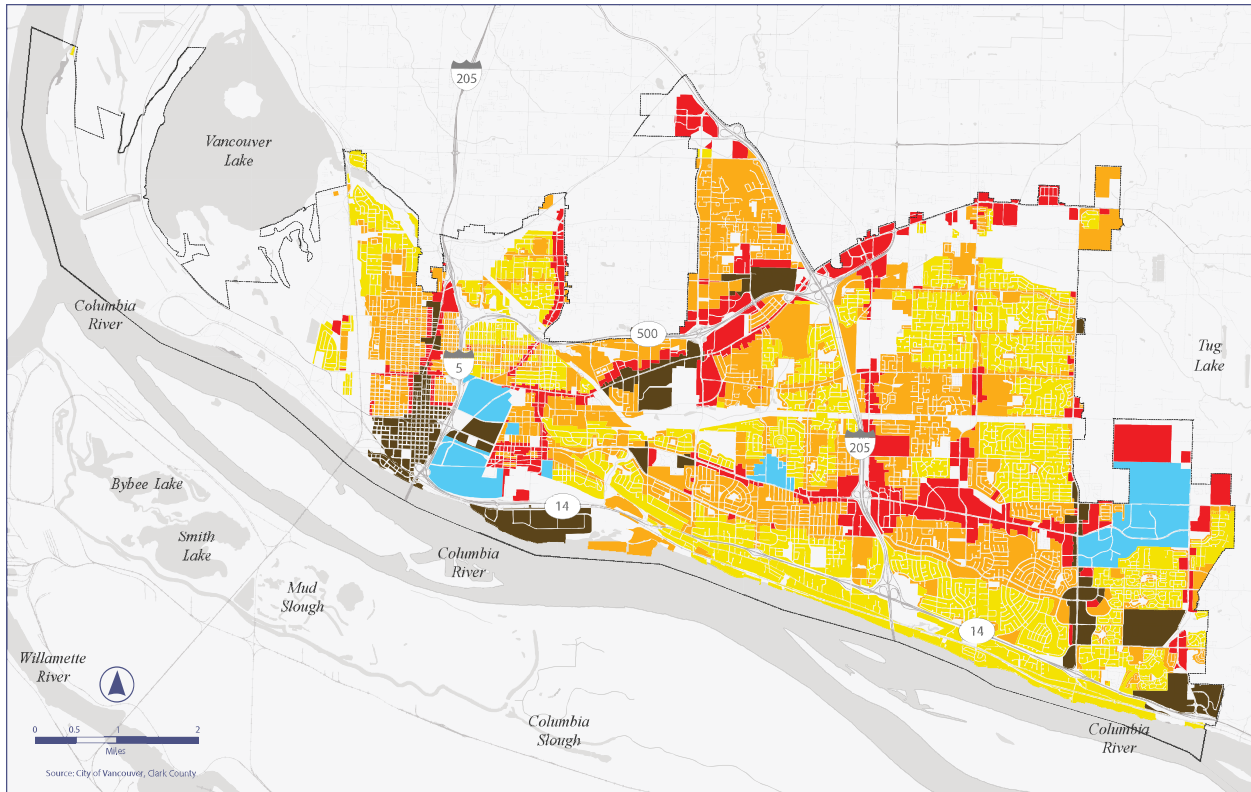 205
Vancouver
Lake
Columbia
River
500
5
Tug
Lake
205
Bybee Lake
14
Smith
Lake
Columbia
River
Mud
Slough
14
Willamette
River
Columbia
Slough
Columbia
River
0 0.5 1 2
Miles
Source: City of Vancouver, Clark County